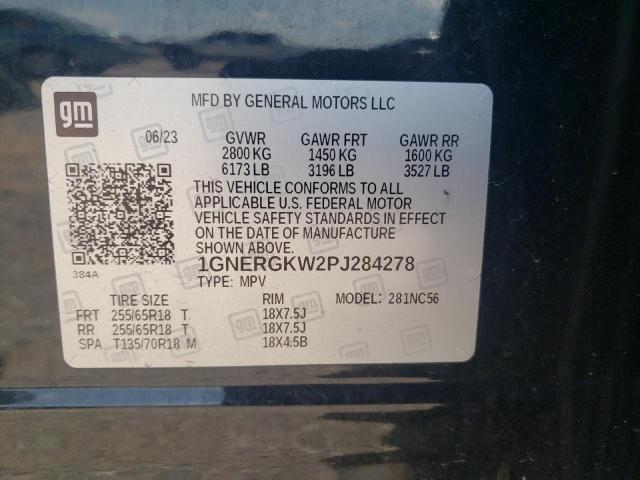 gm
MFD BY GENERAL MOTORS LLC
06/23 GVWR GAWR FRT GAWR RR
2800 KG 1450 KG 1600 KG
6173 LB 3196 LB 3527 LB
THIS VEHICLE CONFORMS TO ALL
APPLICABLE U.S. FEDERAL MOTOR
VEHICLE SAFETY STANDARDS IN EFFECT
ON THE DATE OF MANUFACTURE
SHOWN ABOVE.
384A
1GNERGKW2PJ284278
TYPE: MPV
TIRE SIZE RIM MODEL: 281NC56
FRT 255/65R18 T. 18X7.5J
RR 255/65R18 T 18X7.5J
SPA T135/70R18 M 18X4.5B